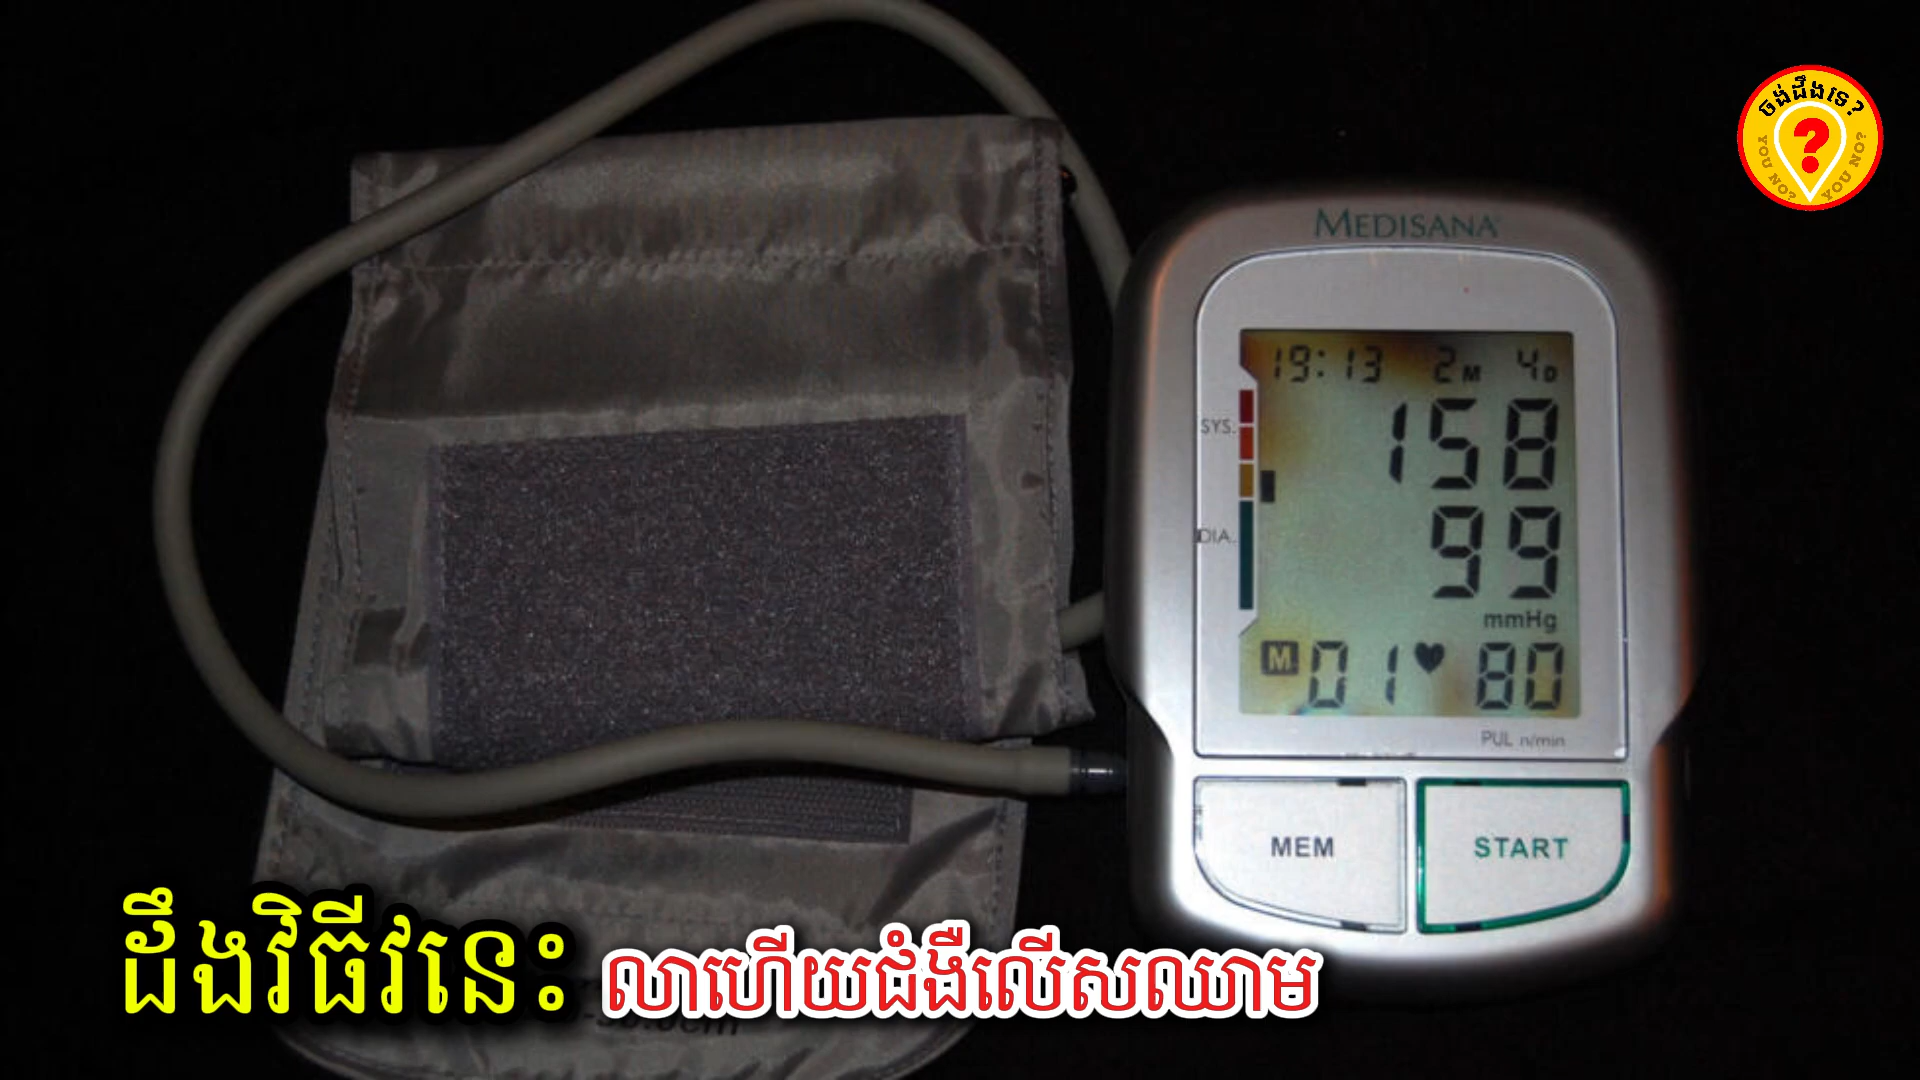 ចង់ដឹងទេ?
YOU NO? YOU NO?
MEDISANA
19:13 2M 4D
SYS. 158
DIA. 99
mmHg
M 01 80
PUL n/min
MEM START
ដឹងវិធីវនេះ លាហើយជំងឺលើសឈាម